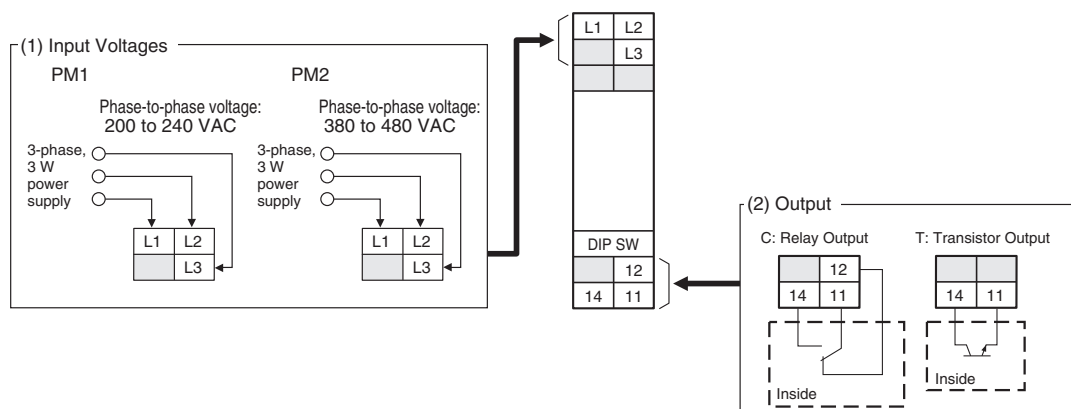 (1) Input Voltages
PM1
Phase-to-phase voltage:
200 to 240 VAC
3-phase,
3 W
power
supply
L1 L2
L3
PM2
Phase-to-phase voltage:
380 to 480 VAC
3-phase,
3 W
power
supply
L1 L2
L3
L1 L2
L3
DIP SW
12
14 11
(2) Output
C: Relay Output
12
14 11
Inside
T: Transistor Output
14 11
Inside